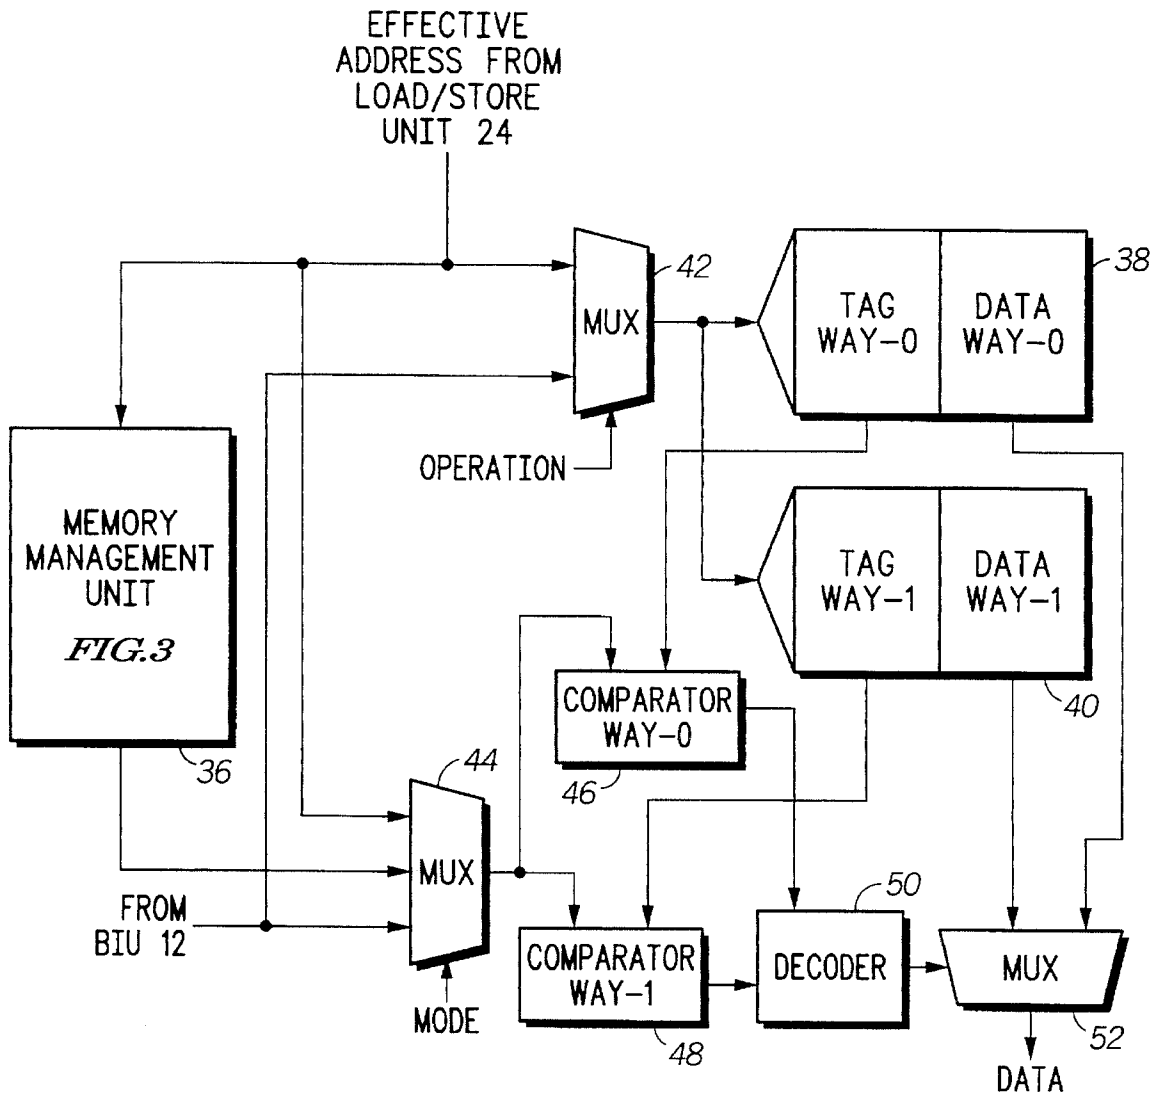 EFFECTIVE
ADDRESS FROM
LOAD/STORE
UNIT 24
42
38
MUX
TAG
WAY-0
DATA
WAY-0
OPERATION
MEMORY
MANAGEMENT
UNIT
FIG.3
36
TAG
WAY-1
DATA
WAY-1
40
COMPARATOR
WAY-0
46
44
MUX
FROM
BIU 12
MODE
COMPARATOR
WAY-1
48
50
DECODER
MUX
52
DATA